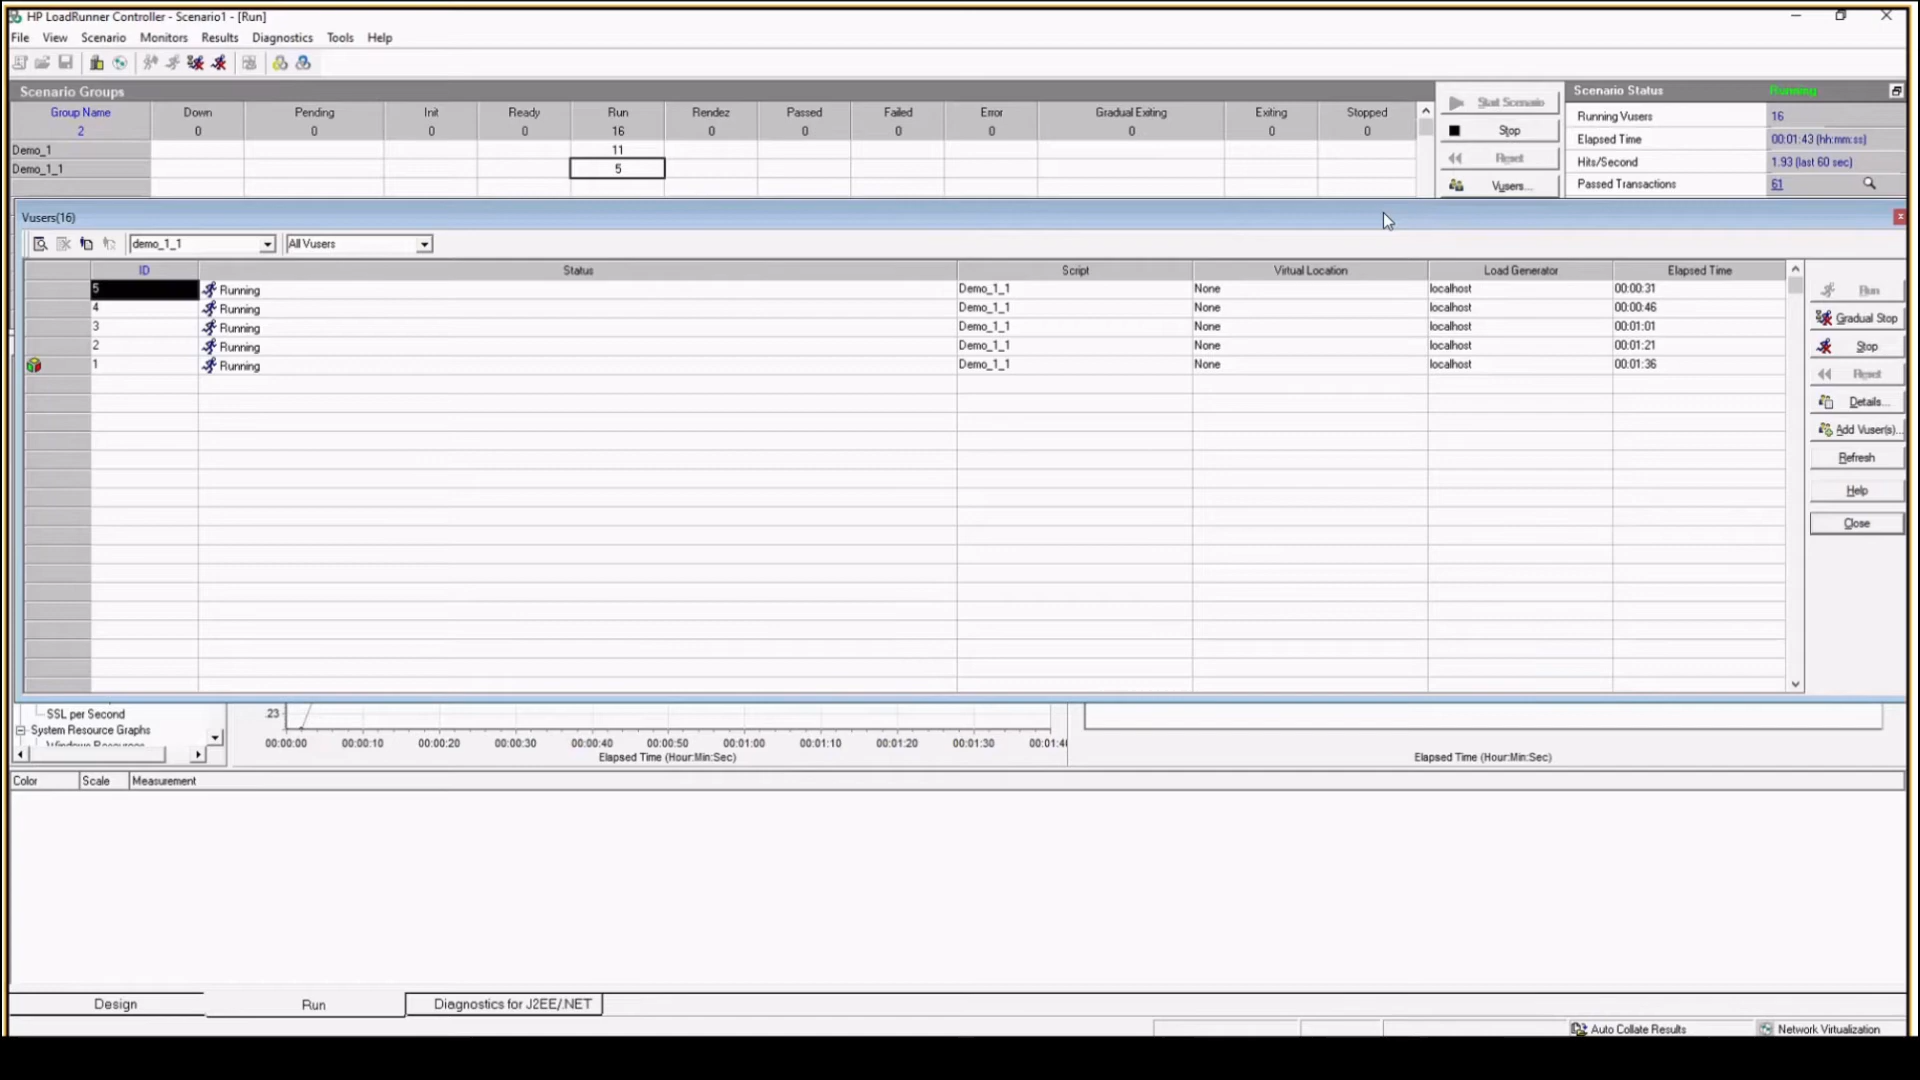 HP LoadRunner Controller - Scenario1 - [Run]
File View Scenario Monitors Results Diagnostics Tools Help
Scenario Groups
Group Name Down Pending Init Ready Run Rendez Passed Failed Error Gradual Exiting Exiting Stopped
2 0 0 0 0 16 0 0 0 0 0 0 0
Demo_1 11
Demo_1_1 5
Start Scenario
Stop
Reset
Vusers...
Scenario Status Running
Running Vusers 16
Elapsed Time 00:01:43 (hh:mm:ss)
Hits/Second 1.93 (last 60 sec)
Passed Transactions 61
Vusers(16)
demo_1_1 All Vusers
ID Status Script Virtual Location Load Generator Elapsed Time
5 Running Demo_1_1 None localhost 00:00:31
4 Running Demo_1_1 None localhost 00:00:46
3 Running Demo_1_1 None localhost 00:01:01
2 Running Demo_1_1 None localhost 00:01:21
1 Running Demo_1_1 None localhost 00:01:36
Run
Gradual Stop
Stop
Reset
Details...
Add Vuser(s)...
Refresh
Help
Close
SSL per Second
System Resource Graphs
Windows Resources
.23
00:00:00 00:00:10 00:00:20 00:00:30 00:00:40 00:00:50 00:01:00 00:01:10 00:01:20 00:01:30 00:01:4
Elapsed Time (Hour:Min:Sec)
Elapsed Time (Hour:Min:Sec)
Color Scale Measurement
Design Run Diagnostics for J2EE/.NET
Auto Collate Results Network Virtualization